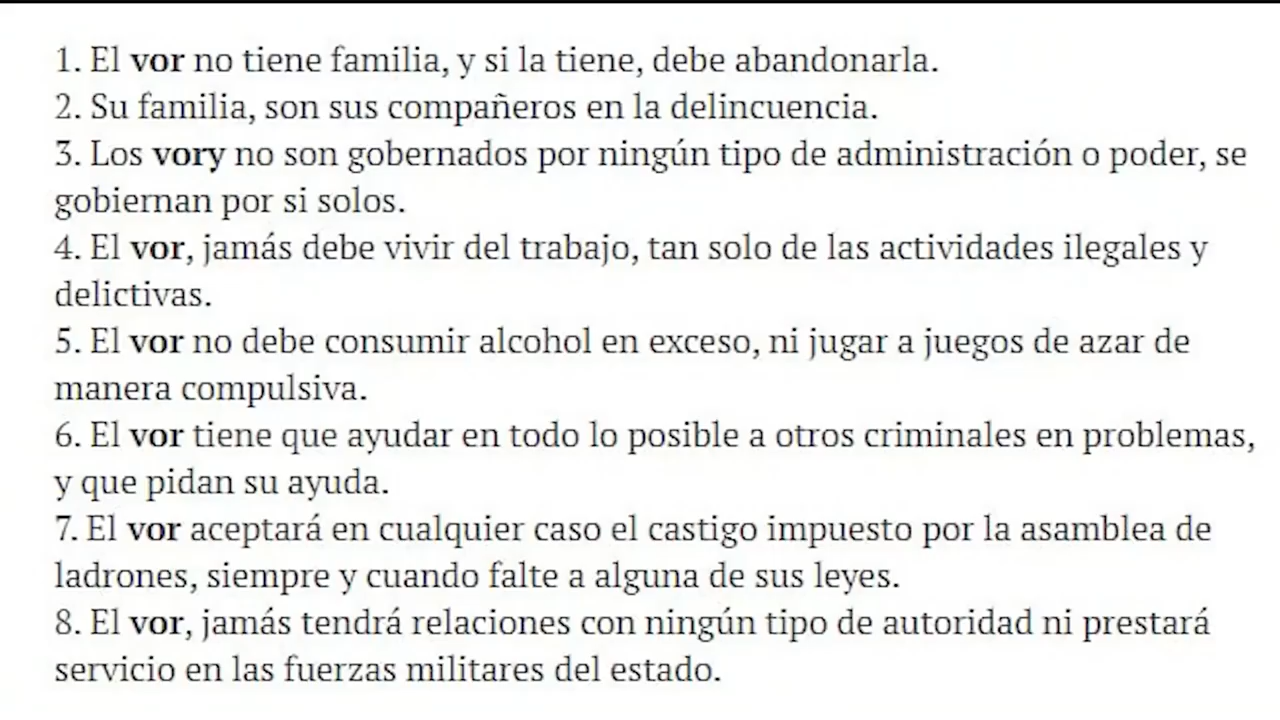 1. El vor no tiene familia, y si la tiene, debe abandonarla.
2. Su familia, son sus compañeros en la delincuencia.
3. Los vory no son gobernados por ningún tipo de administración o poder, se
gobiernan por si solos.
4. El vor, jamás debe vivir del trabajo, tan solo de las actividades ilegales y
delictivas.
5. El vor no debe consumir alcohol en exceso, ni jugar a juegos de azar de
manera compulsiva.
6. El vor tiene que ayudar en todo lo posible a otros criminales en problemas,
y que pidan su ayuda.
7. El vor aceptará en cualquier caso el castigo impuesto por la asamblea de
ladrones, siempre y cuando falte a alguna de sus leyes.
8. El vor, jamás tendrá relaciones con ningún tipo de autoridad ni prestará
servicio en las fuerzas militares del estado.